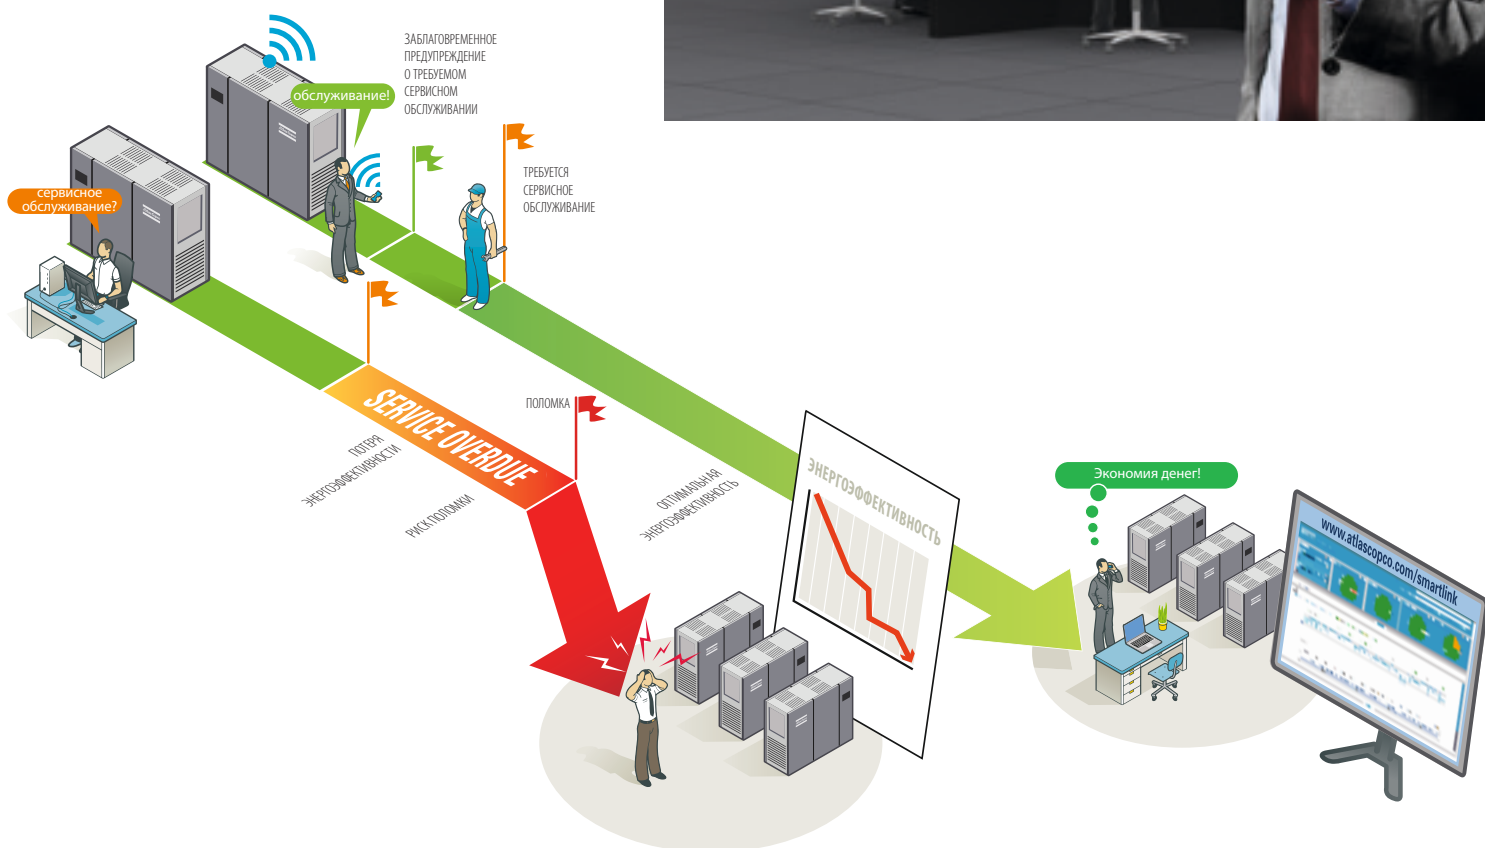 ЗАБЛАГОВРЕМЕННОЕ
ПРЕДУПРЕЖДЕНИЕ
О ТРЕБУЕМОМ
СЕРВИСНОМ
ОБСЛУЖИВАНИИ
обслуживание!
ТРЕБУЕТСЯ
СЕРВИСНОЕ
ОБСЛУЖИВАНИЕ
сервисное
обслуживание?
SERVICE OVERDUE
ПОЛОМКА
ПОТЕРЯ
ЭНЕРГОЭФФЕКТИВНОСТИ
РИСК ПОЛОМКИ
ОПТИМАЛЬНАЯ
ЭНЕРГОЭФФЕКТИВНОСТЬ
ЭНЕРГОЭФФЕКТИВНОСТЬ
Экономия денег!
www.atlascopco.com/smartlink